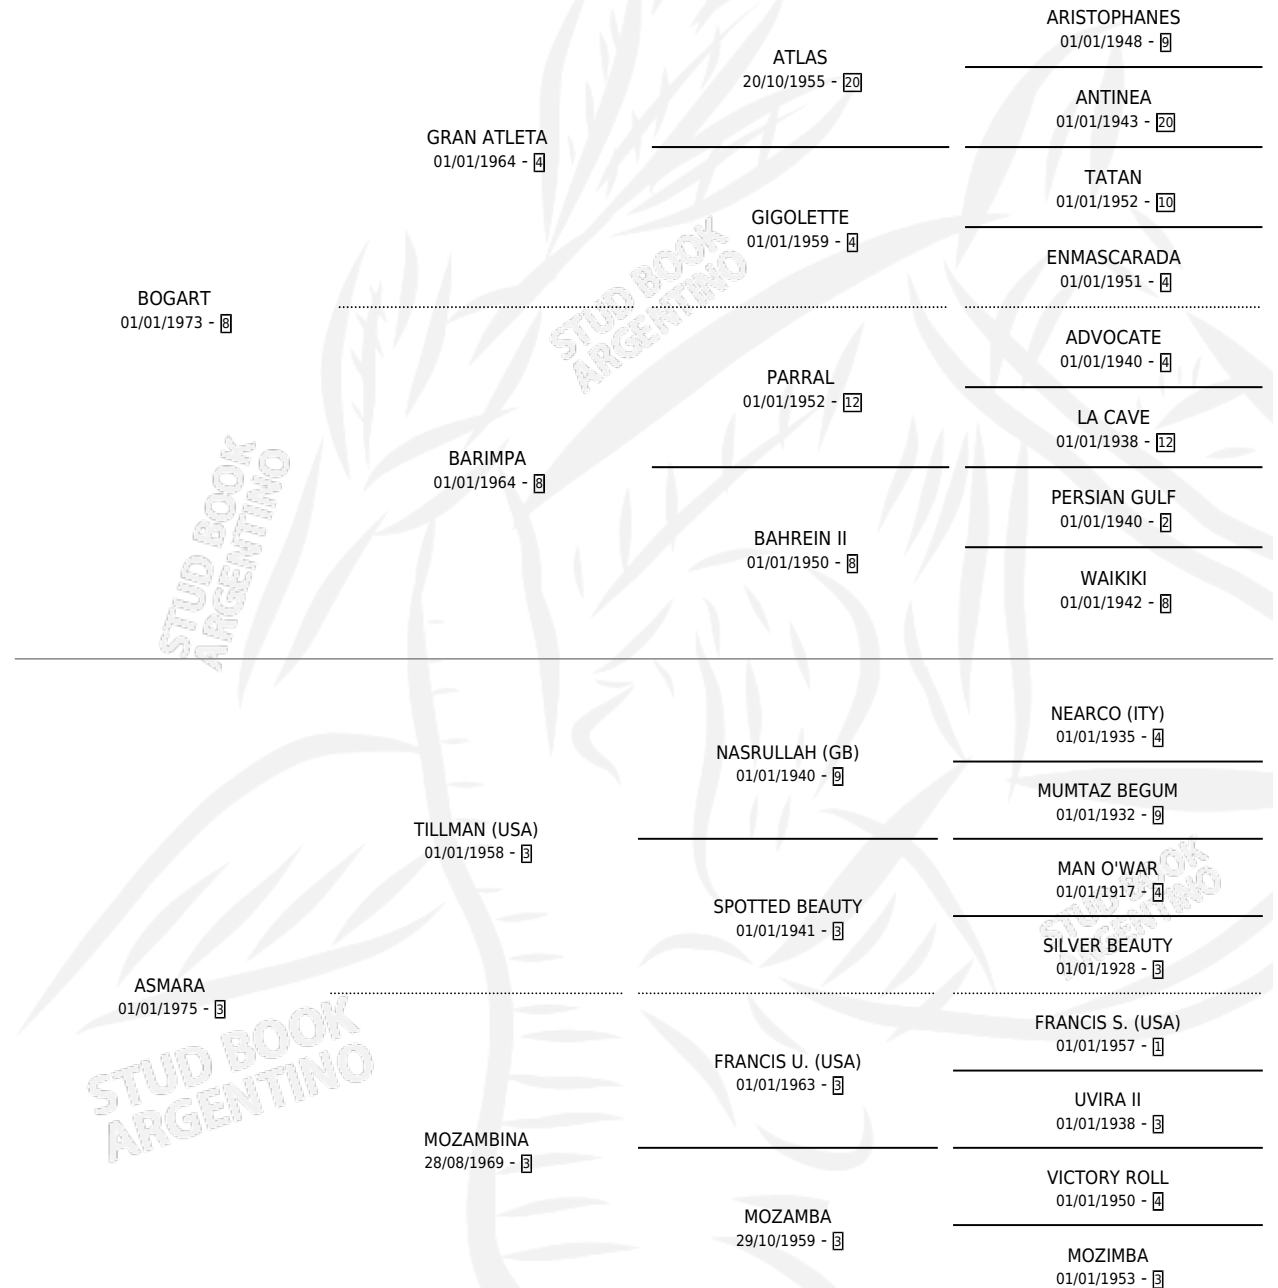 ARISTOPHANES
01/01/1948 - 9
ATLAS
20/10/1955 - 20
ANTINEA
01/01/1943 - 20
GRAN ATLETA
01/01/1964 - 4
TATAN
01/01/1952 - 10
GIGOLETTE
01/01/1959 - 4
ENMASCARADA
01/01/1951 - 4
BOGART
01/01/1973 - 8
ADVOCATE
01/01/1940 - 4
PARRAL
01/01/1952 - 12
LA CAVE
01/01/1938 - 12
BARIMPA
01/01/1964 - 8
PERSIAN GULF
01/01/1940 - 2
BAHREIN II
01/01/1950 - 8
WAIKIKI
01/01/1942 - 8
STUD BOOK
ARGENTINO
STUD BOOK
ARGENTINO
NEARCO (ITY)
01/01/1935 - 4
NASRULLAH (GB)
01/01/1940 - 9
MUMTAZ BEGUM
01/01/1932 - 9
TILLMAN (USA)
01/01/1958 - 3
MAN O'WAR
01/01/1917 - 4
SPOTTED BEAUTY
01/01/1941 - 3
SILVER BEAUTY
01/01/1928 - 3
ASMARA
01/01/1975 - 3
FRANCIS S. (USA)
01/01/1957 - 1
FRANCIS U. (USA)
01/01/1963 - 3
UVIRA II
01/01/1938 - 3
MOZAMBINA
28/08/1969 - 3
VICTORY ROLL
01/01/1950 - 4
MOZAMBA
29/10/1959 - 3
MOZIMBA
01/01/1953 - 3
STUD BOOK
ARGENTINO
STUD BOOK
ARGENTINO